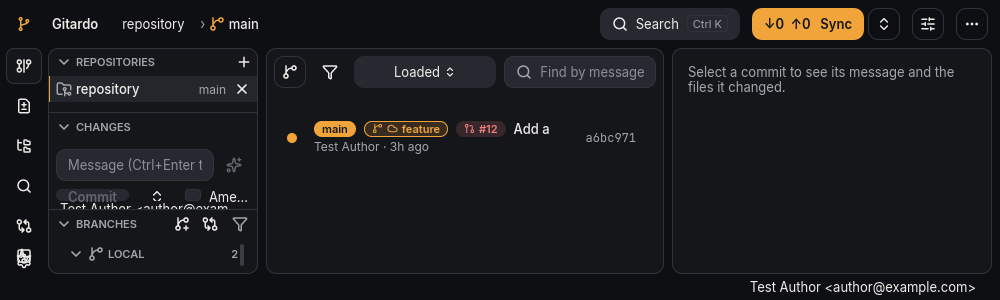 Gitardo repository › main Search Ctrl K ↓0 ↑0 Sync
REPOSITORIES
repository main
CHANGES
Message (Ctrl+Enter t
Commit Ame...
Test Author <author@exam
BRANCHES
LOCAL 2
Loaded Find by message
main feature #12 Add a a6bc971
Test Author · 3h ago
Select a commit to see its message and the
files it changed.
Test Author <author@example.com>